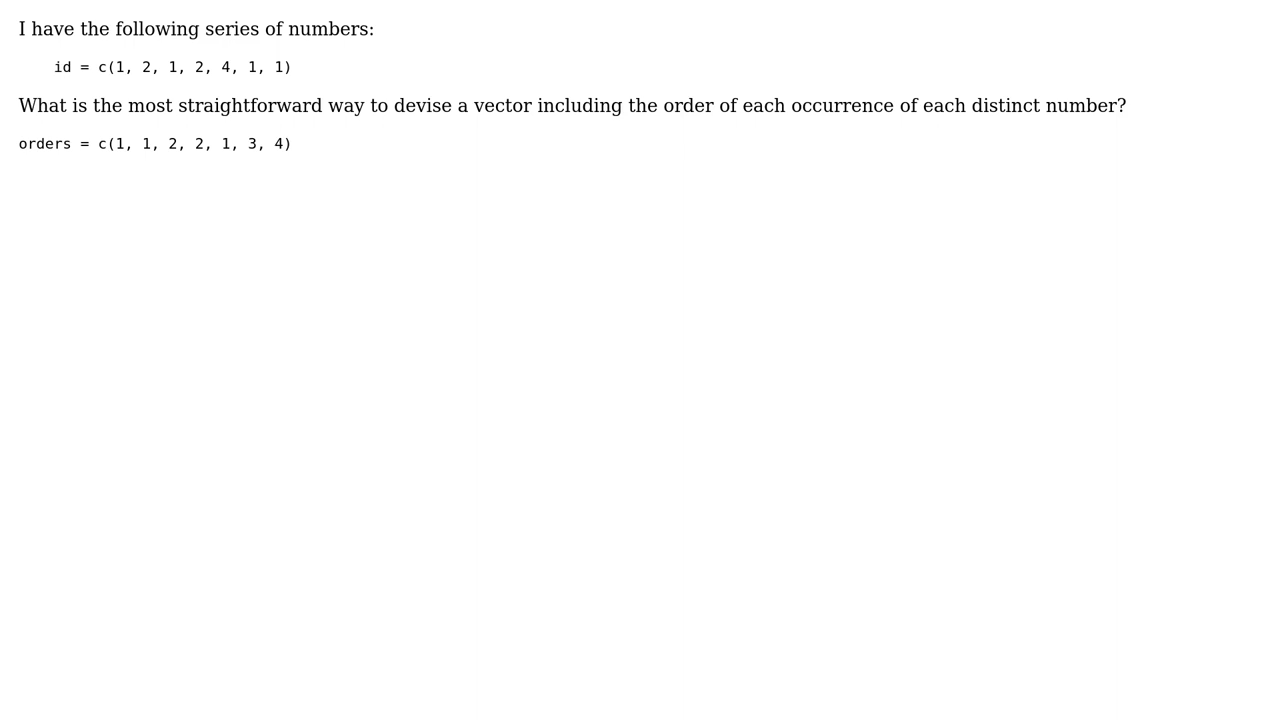 I have the following series of numbers:
id = c(1, 2, 1, 2, 4, 1, 1)
What is the most straightforward way to devise a vector including the order of each occurrence of each distinct number?
orders = c(1, 1, 2, 2, 1, 3, 4)